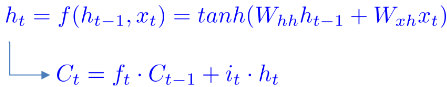 h_t = f(h_{t-1}, x_t) = tanh(W_{hh}h_{t-1} + W_{xh}x_t)
C_t = f_t · C_{t-1} + i_t · h_t